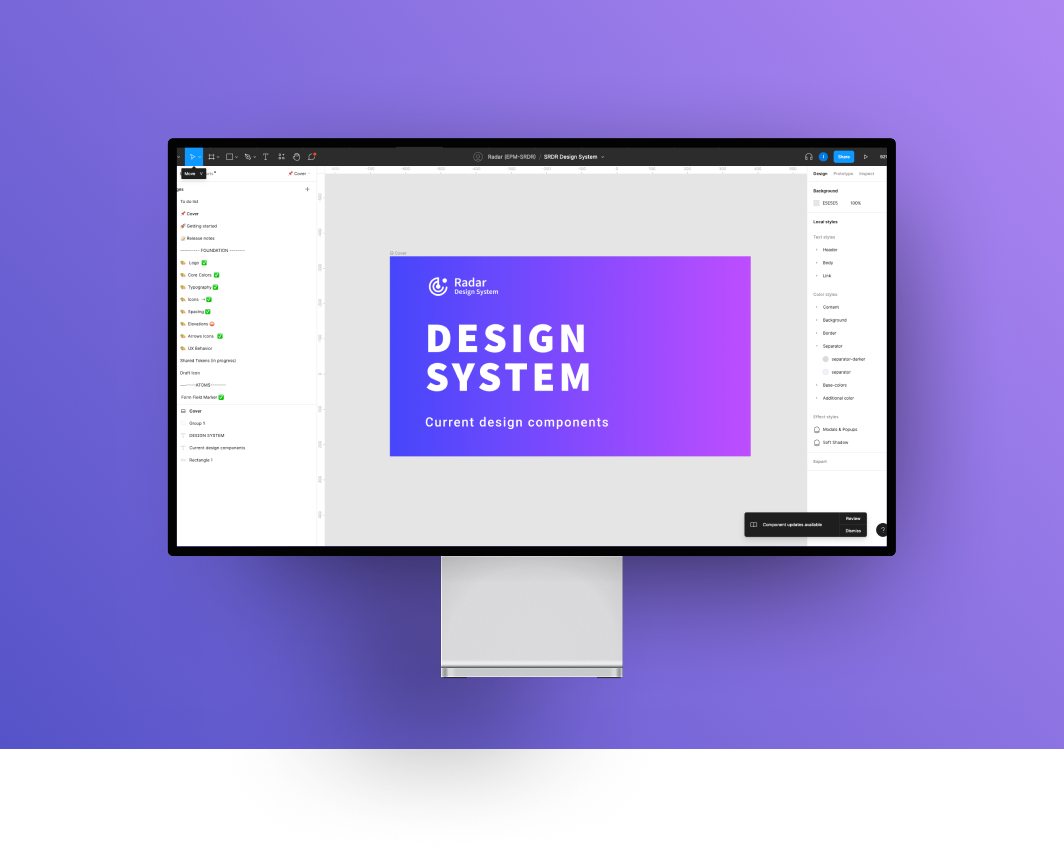 Radar (EPM-SRDR) / SRDR Design System
Share
Move V
Cover
Design Prototype Inspect
Background
E5E5E5 100%
Local styles
Text styles
Header
Body
Link
Color styles
Content
Background
Border
Separator
separator-darker
separator
Base-colors
Additional color
Effect styles
Modals & Popups
Soft Shadow
Export
To do list
Cover
Getting started
Release notes
---------- FOUNDATION --------
Logo
Core Colors
Typography
Icons
Spacing
Elevations
Arrows Icons
UX Behavior
Shared Tokens (in progress)
Draft icon
--------ATOMS--------
Form Field Marker
Cover
Group 1
DESIGN SYSTEM
Current design components
Rectangle 1
Cover
Radar
Design System
DESIGN
SYSTEM
Current design components
Component updates available
Review
Dismiss
?